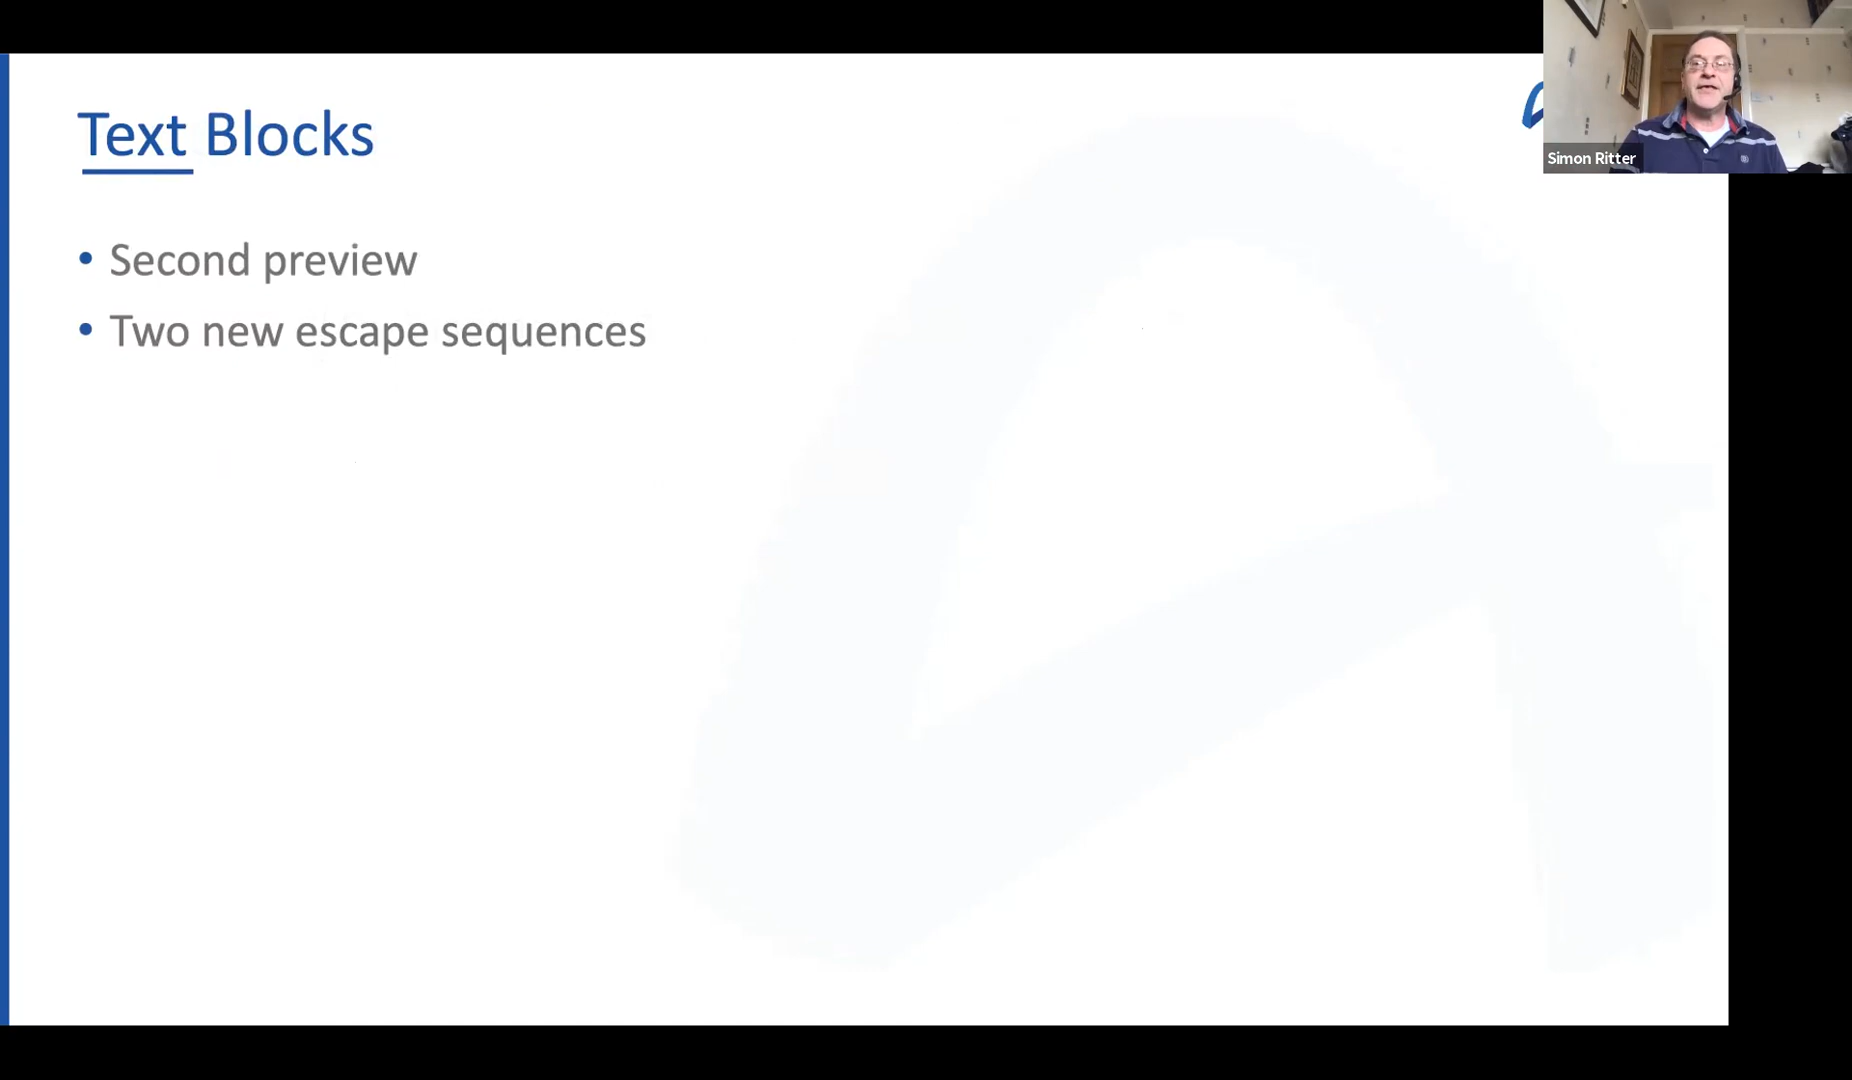 Text Blocks
• Second preview
• Two new escape sequences
Simon Ritter